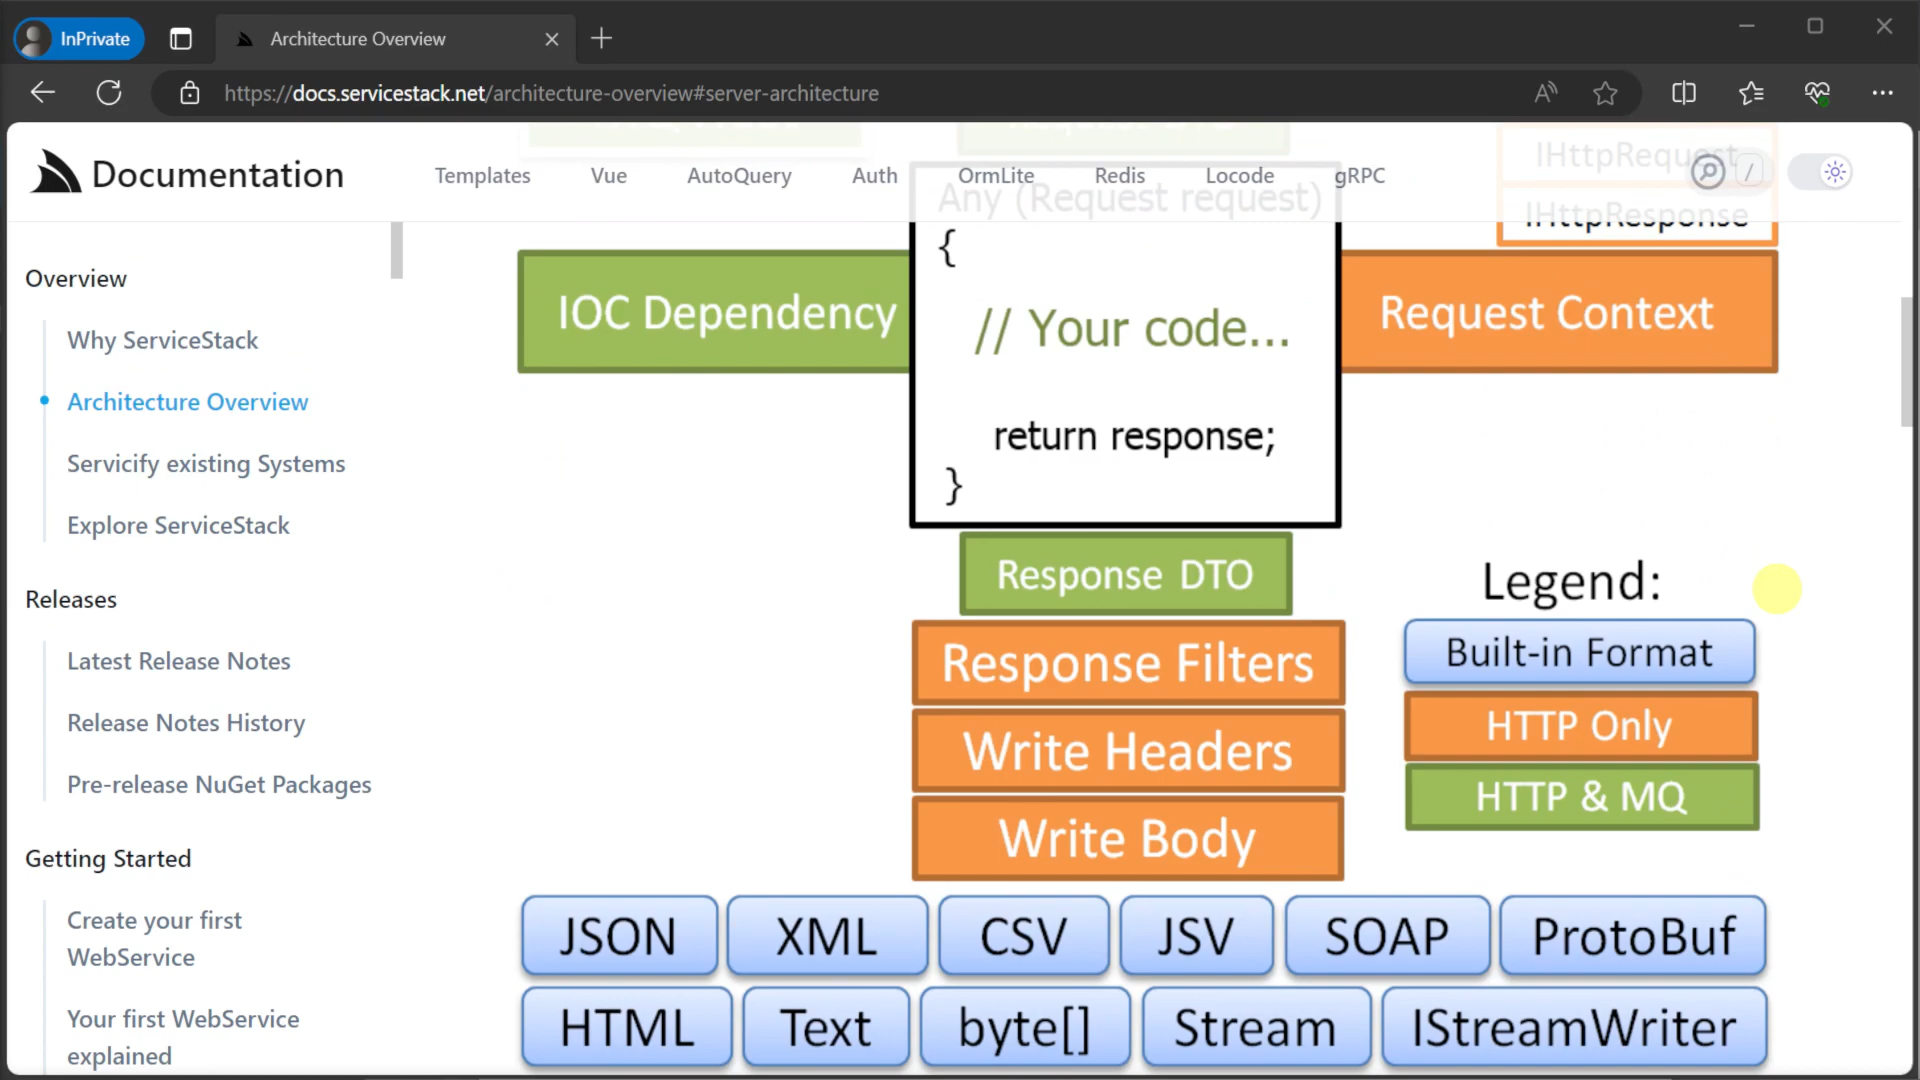 InPrivate
Architecture Overview
https://docs.servicestack.net/architecture-overview#server-architecture
Documentation
Templates
Vue
AutoQuery
Auth
OrmLite
Redis
Locode
gRPC
/
Overview
Why ServiceStack
Architecture Overview
Servicify existing Systems
Explore ServiceStack
Releases
Latest Release Notes
Release Notes History
Pre-release NuGet Packages
Getting Started
Create your first
WebService
Your first WebService
explained
Request DTO
IHttpRequest
IHttpResponse
Any (Request request)
{
IOC Dependency
// Your code...
Request Context
return response;
}
Response DTO
Response Filters
Write Headers
Write Body
Legend:
Built-in Format
HTTP Only
HTTP & MQ
JSON
XML
CSV
JSV
SOAP
ProtoBuf
HTML
Text
byte[]
Stream
IStreamWriter